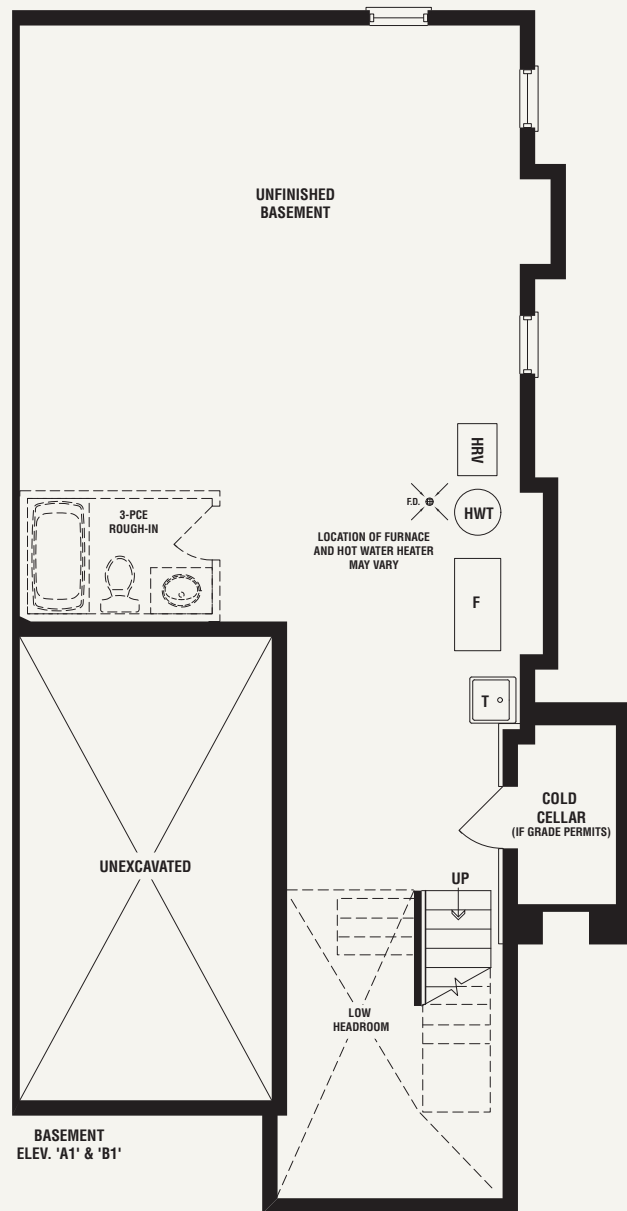 UNFINISHED
BASEMENT
HRV
3-PCE
ROUGH-IN
F.D.
HWT
LOCATION OF FURNACE
AND HOT WATER HEATER
MAY VARY
F
T
COLD
CELLAR
(IF GRADE PERMITS)
UNEXCAVATED
UP
LOW
HEADROOM
BASEMENT
ELEV. 'A1' & 'B1'